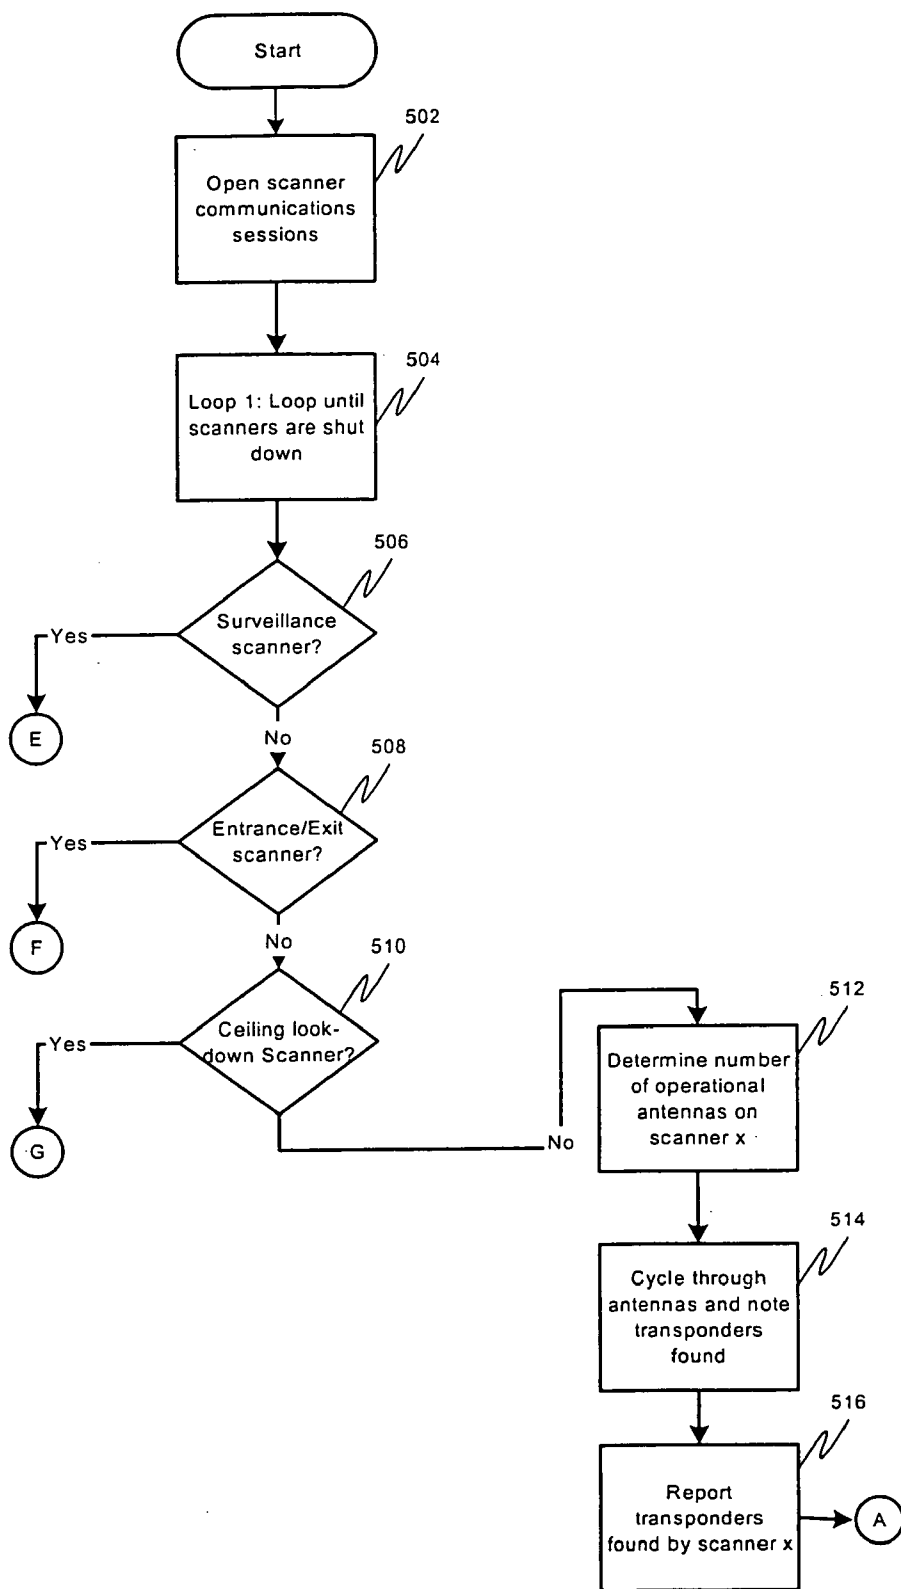 Start
502
Open scanner
communications
sessions
504
Loop 1: Loop until
scanners are shut
down
506
Surveillance
scanner?
Yes
E
No
508
Entrance/Exit
scanner?
Yes
F
No
510
Ceiling look-
down Scanner?
Yes
G
No
512
Determine number
of operational
antennas on
scanner x
514
Cycle through
antennas and note
transponders
found
516
Report
transponders
found by scanner x
A